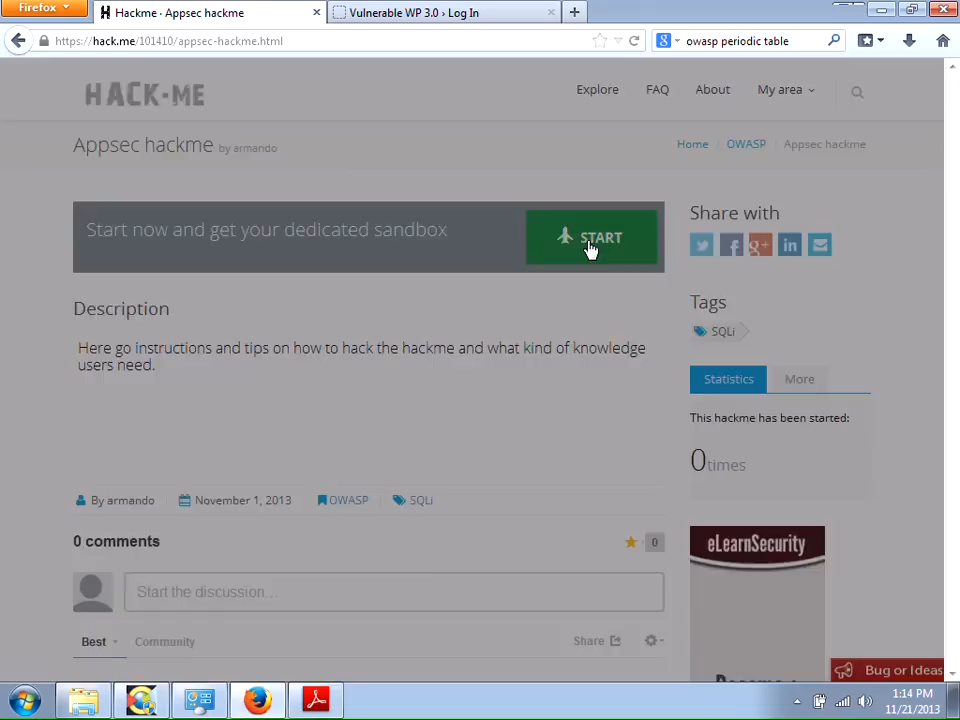 Firefox
Hackme · Appsec hackme
Vulnerable WP 3.0 › Log In
https://hack.me/101410/appsec-hackme.html
owasp periodic table
HACK-ME
Explore
FAQ
About
My area
Appsec hackme by armando
Home / OWASP / Appsec hackme
Start now and get your dedicated sandbox
START
Share with
Description
Tags
SQLi
Here go instructions and tips on how to hack the hackme and what kind of knowledge
users need.
Statistics
More
This hackme has been started:
0 times
By armando
November 1, 2013
OWASP
SQLi
0 comments
0
eLearnSecurity
Start the discussion...
Best
Community
Share
Bug or Ideas
1:14 PM
11/21/2013